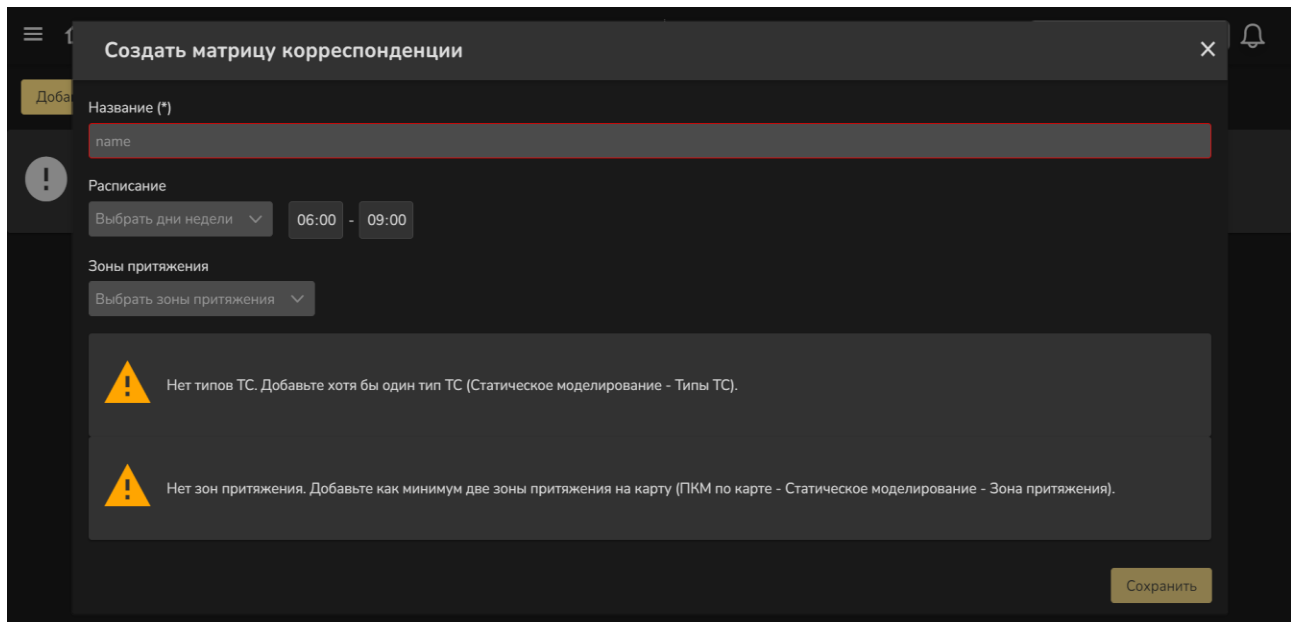 Создать матрицу корреспонденции
Название (*)
name
Расписание
Выбрать дни недели 06:00 - 09:00
Зоны притяжения
Выбрать зоны притяжения
Нет типов ТС. Добавьте хотя бы один тип ТС (Статическое моделирование - Типы ТС).
Нет зон притяжения. Добавьте как минимум две зоны притяжения на карту (ПКМ по карте - Статическое моделирование - Зона притяжения).
Сохранить